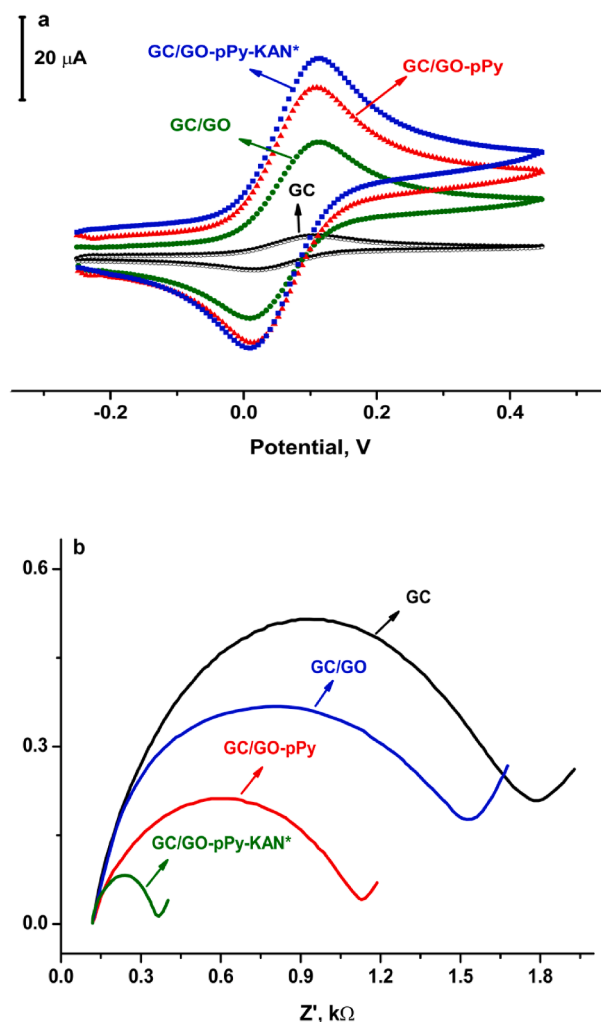 a
20 μA
GC/GO-pPy-KAN*
GC/GO-pPy
GC/GO
GC
-0.2 0.0 0.2 0.4
Potential, V
b
0.6
GC
GC/GO
0.3
GC/GO-pPy
GC/GO-pPy-KAN*
0.0
0.0 0.3 0.6 0.9 1.2 1.5 1.8
Z', kΩ